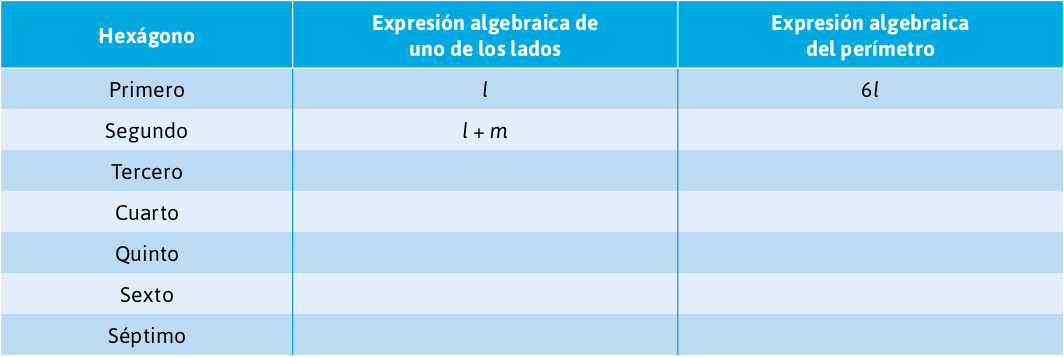 Hexágono
Expresión algebraica de
uno de los lados
Expresión algebraica
del perímetro
Primero l 6l
Segundo l + m
Tercero
Cuarto
Quinto
Sexto
Séptimo